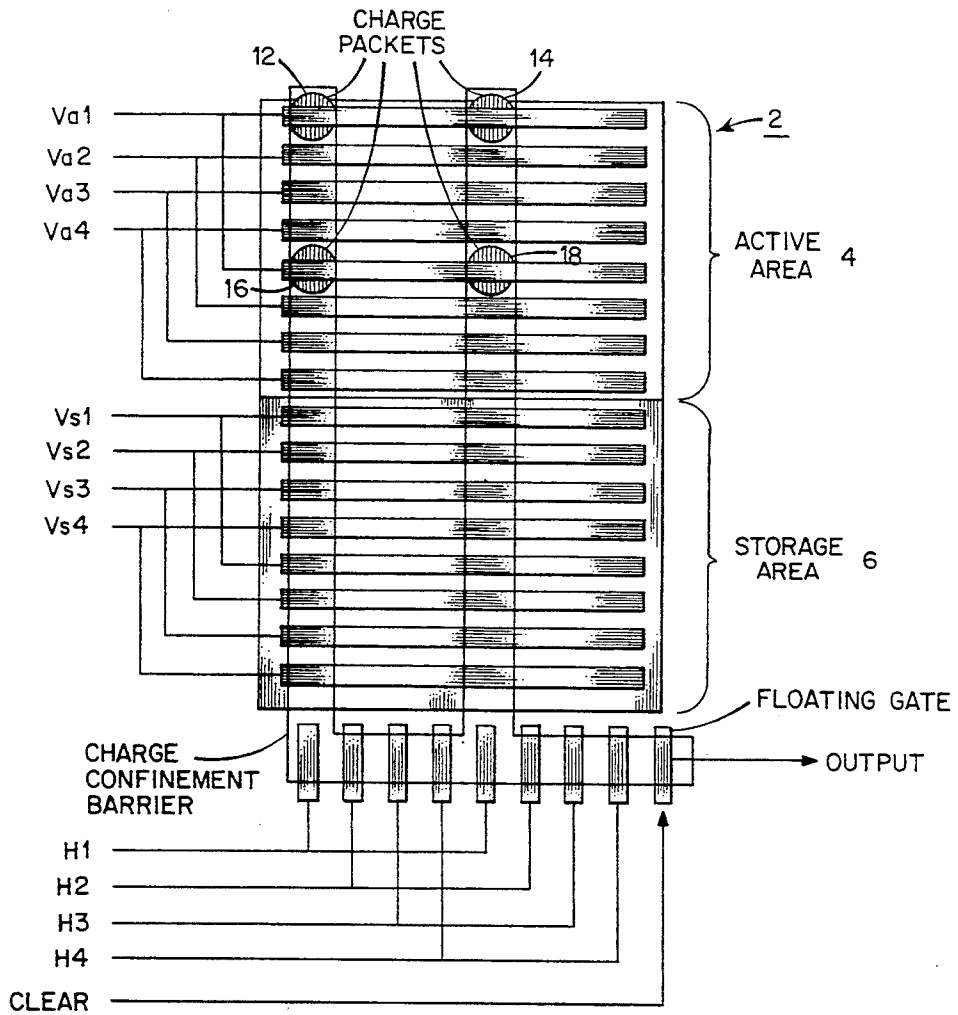 CHARGE
PACKETS
12
14
Va1
2
Va2
Va3
Va4
ACTIVE
AREA 4
18
16
Vs1
Vs2
Vs3
Vs4
STORAGE
AREA 6
FLOATING GATE
CHARGE
CONFINEMENT
BARRIER
OUTPUT
H1
H2
H3
H4
CLEAR